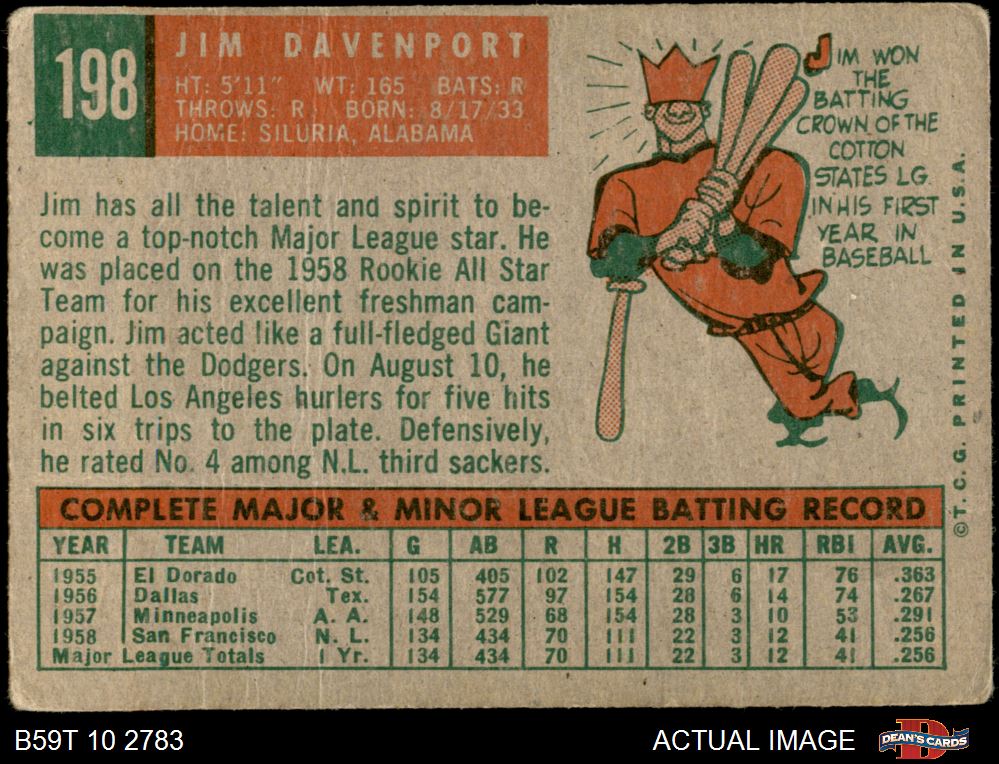 198
JIM DAVENPORT
HT: 5'11" WT: 165 BATS: R
THROWS: R BORN: 8/17/33
HOME: SILURIA, ALABAMA
Jim has all the talent and spirit to be-
come a top-notch Major League star. He
was placed on the 1958 Rookie All Star
Team for his excellent freshman cam-
paign. Jim acted like a full-fledged Giant
against the Dodgers. On August 10, he
belted Los Angeles hurlers for five hits
in six trips to the plate. Defensively,
he rated No. 4 among N.L. third sackers.
JIM WON
THE
BATTING
CROWN OF THE
COTTON
STATES LG.
IN HIS FIRST
YEAR IN
BASEBALL
©T. C. G. PRINTED IN U.S.A.
COMPLETE MAJOR & MINOR LEAGUE BATTING RECORD
YEAR TEAM LEA. G AB R H 2B 3B HR RBI AVG.
1955 El Dorado Cot. St. 105 405 102 147 29 6 17 76 .363
1956 Dallas Tex. 154 577 97 154 28 6 14 74 .267
1957 Minneapolis A. A. 148 529 68 154 28 3 10 53 .291
1958 San Francisco N. L. 134 434 70 111 22 3 12 41 .256
Major League Totals 1 Yr. 134 434 70 111 22 3 12 41 .256
B59T 10 2783
ACTUAL IMAGE
DEAN'S CARDS